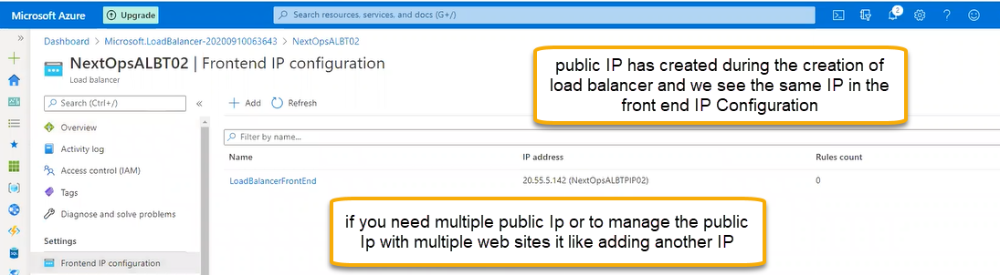 Microsoft Azure Upgrade Search resources, services, and docs (G+/) 2
Dashboard > Microsoft.LoadBalancer-20200910063643 > NextOpsALBT02
NextOpsALBT02 | Frontend IP configuration
Load balancer
public IP has created during the creation of
load balancer and we see the same IP in the
front end IP Configuration
Search (Ctrl+/)
Add Refresh
Overview
Activity log
Access control (IAM)
Tags
Diagnose and solve problems
Settings
Frontend IP configuration
Filter by name...
Name IP address Rules count
LoadBalancerFrontEnd 20.55.5.142 (NextOpsALBTPIP02) 0
if you need multiple public Ip or to manage the public
Ip with multiple web sites it like adding another IP